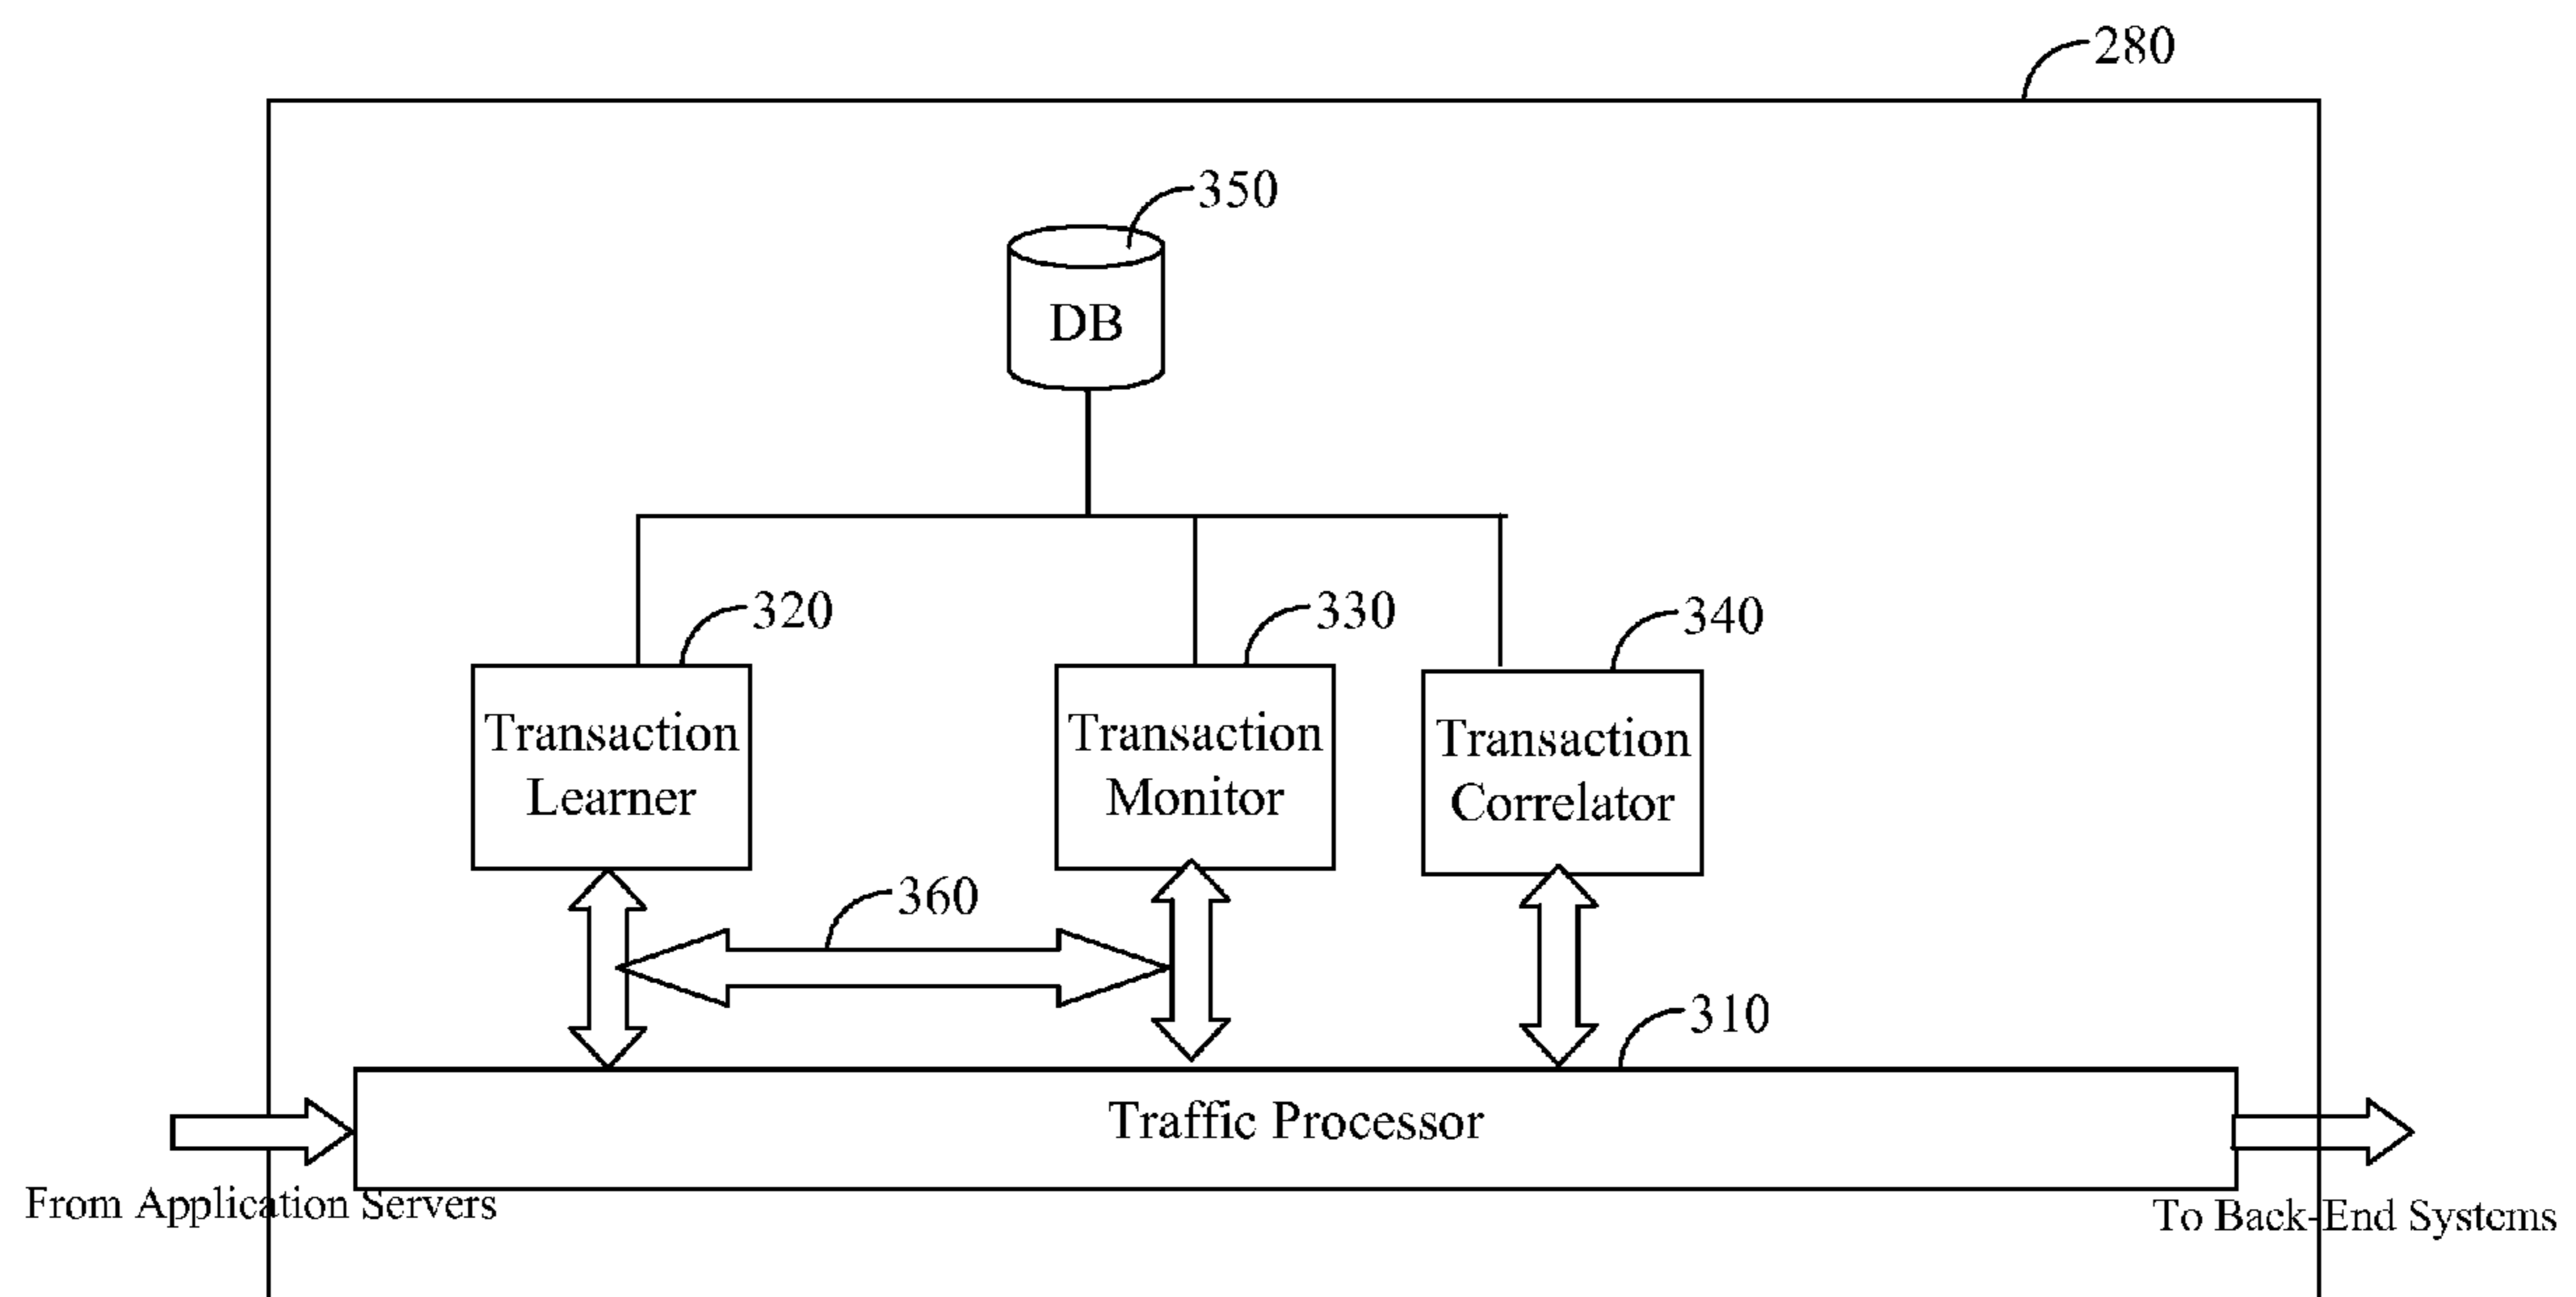 280
350
DB
320
330
340
Transaction
Learner
Transaction
Monitor
Transaction
Correlator
360
310
Traffic Processor
From Application Servers
To Back-End Systems